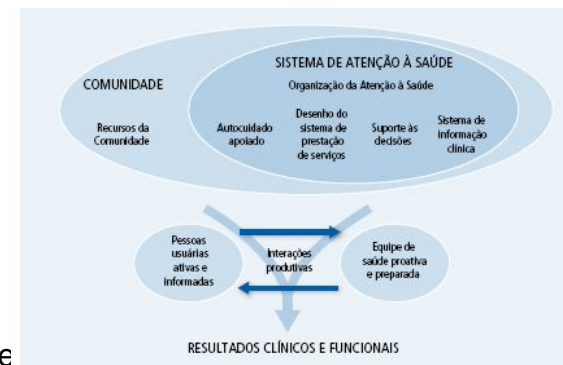 SISTEMA DE ATENÇÃO À SAÚDE
COMUNIDADE
Organização da Atenção à Saúde
Recursos da
Comunidade
Autocuidado
apoiado
Desenho do
sistema de
prestação
de serviços
Suporte às
decisões
Sistema de
informação
clínica
Pessoas
usuárias
ativas e
informadas
Interações
produtivas
Equipe de
saúde proativa
e preparada
RESULTADOS CLÍNICOS E FUNCIONAIS
e